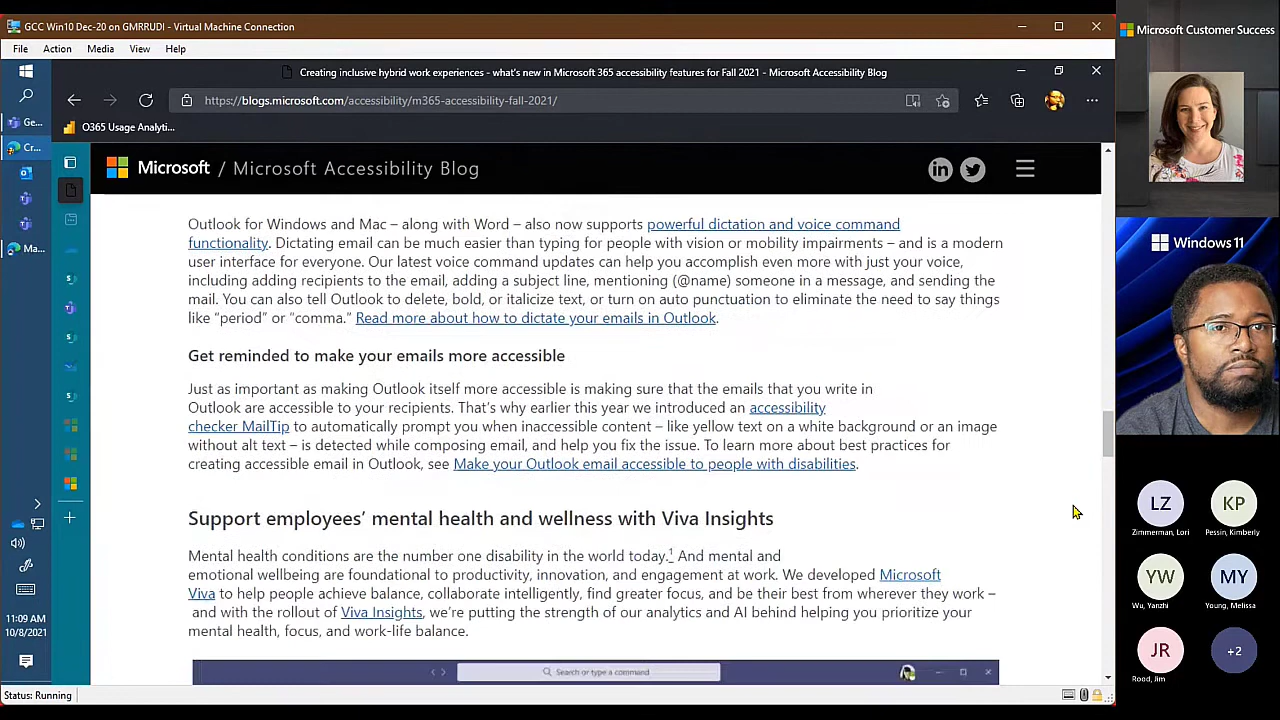 GCC Win10 Dec-20 on GMRRUDI - Virtual Machine Connection
File Action Media View Help
Creating inclusive hybrid work experiences - what's new in Microsoft 365 accessibility features for Fall 2021 - Microsoft Accessibility Blog
https://blogs.microsoft.com/accessibility/m365-accessibility-fall-2021/
O365 Usage Analyti...
Ge...
Cr...
Ma...
Microsoft / Microsoft Accessibility Blog
Outlook for Windows and Mac – along with Word – also now supports powerful dictation and voice command
functionality. Dictating email can be much easier than typing for people with vision or mobility impairments – and is a modern
user interface for everyone. Our latest voice command updates can help you accomplish even more with just your voice,
including adding recipients to the email, adding a subject line, mentioning (@name) someone in a message, and sending the
mail. You can also tell Outlook to delete, bold, or italicize text, or turn on auto punctuation to eliminate the need to say things
like “period” or “comma.” Read more about how to dictate your emails in Outlook.
Get reminded to make your emails more accessible
Just as important as making Outlook itself more accessible is making sure that the emails that you write in
Outlook are accessible to your recipients. That’s why earlier this year we introduced an accessibility
checker MailTip to automatically prompt you when inaccessible content – like yellow text on a white background or an image
without alt text – is detected while composing email, and help you fix the issue. To learn more about best practices for
creating accessible email in Outlook, see Make your Outlook email accessible to people with disabilities.
Support employees’ mental health and wellness with Viva Insights
Mental health conditions are the number one disability in the world today.1 And mental and
emotional wellbeing are foundational to productivity, innovation, and engagement at work. We developed Microsoft
Viva to help people achieve balance, collaborate intelligently, find greater focus, and be their best from wherever they work –
and with the rollout of Viva Insights, we’re putting the strength of our analytics and AI behind helping you prioritize your
mental health, focus, and work-life balance.
Search or type a command
11:09 AM
10/8/2021
Status: Running
Microsoft Customer Success
Windows 11
LZ
Zimmerman, Lori
KP
Pessin, Kimberly
YW
Wu, Yanzhi
MY
Young, Melissa
JR
Rood, Jim
+2